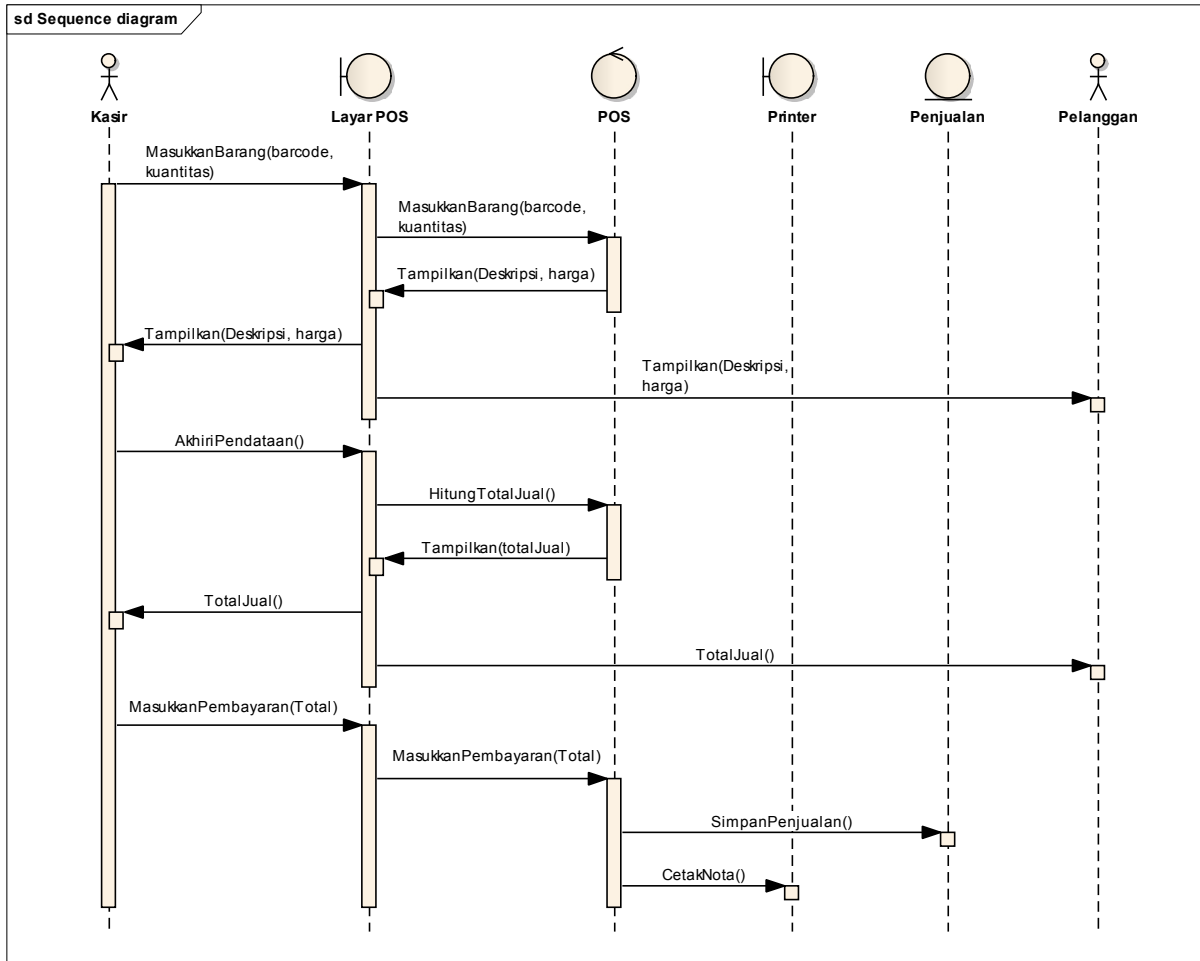 sd Sequence diagram
Kasir
Layar POS
POS
Printer
Penjualan
Pelanggan
MasukkanBarang(barcode,
kuantitas)
MasukkanBarang(barcode,
kuantitas)
Tampilkan(Deskripsi, harga)
Tampilkan(Deskripsi, harga)
Tampilkan(Deskripsi,
harga)
AkhiriPendataan()
HitungTotalJual()
Tampilkan(totalJual)
TotalJual()
TotalJual()
MasukkanPembayaran(Total)
MasukkanPembayaran(Total)
SimpanPenjualan()
CetakNota()